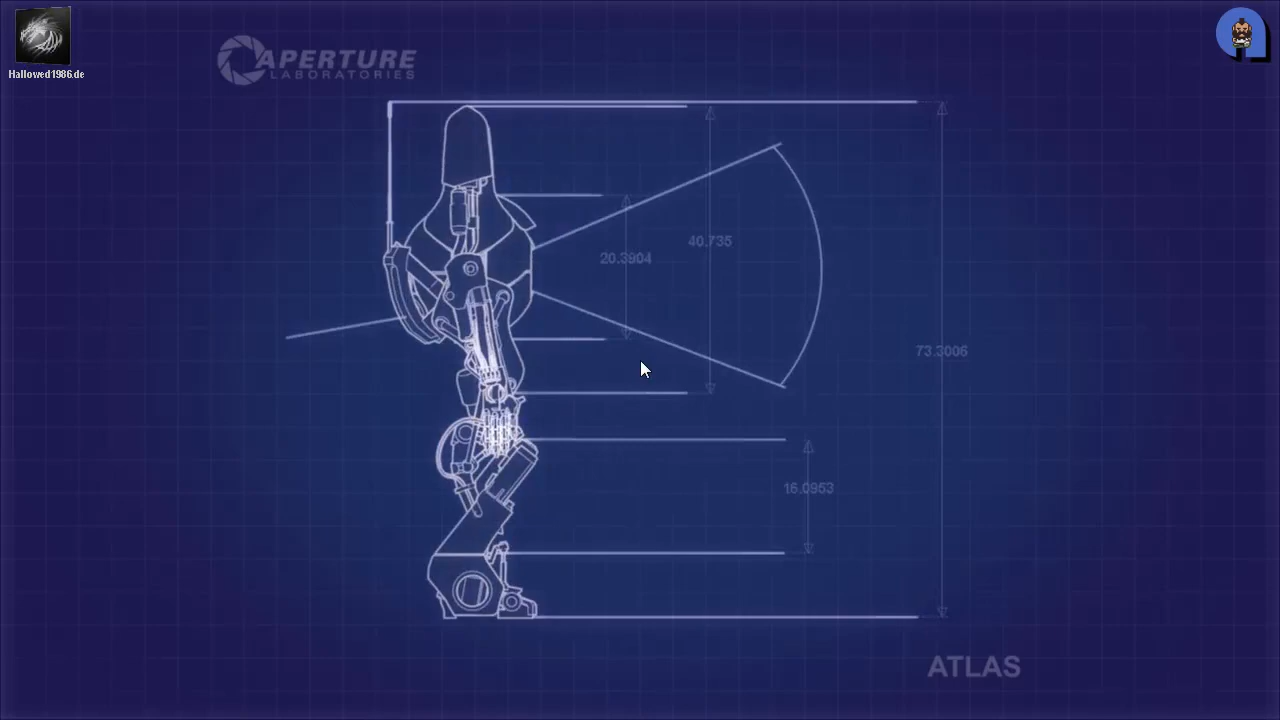 Hallowed1986.de
APERTURE
LABORATORIES
40.735
20.3904
73.3006
16.0953
ATLAS